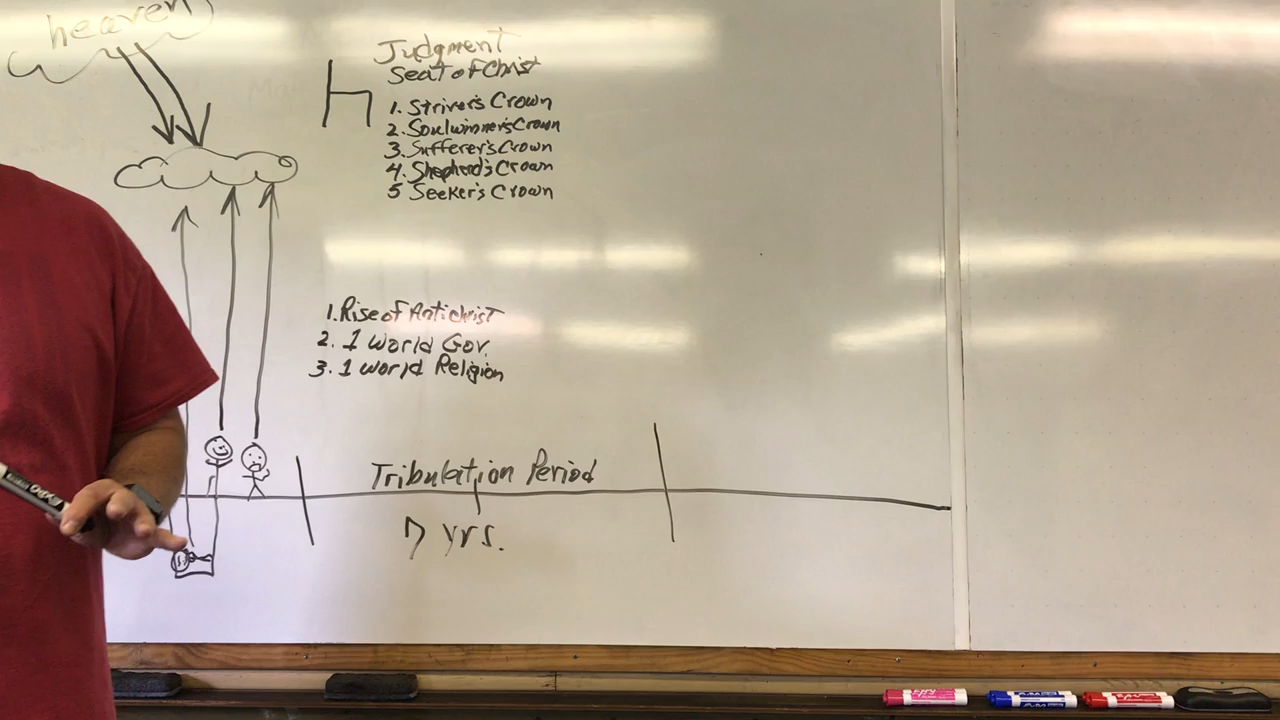 heaven
Judgment
Seat of Christ
1. Striver's Crown
2. Soulwinner's Crown
3. Sufferer's Crown
4. Shepherd's Crown
5 Seeker's Crown
1. Rise of Antichrist
2. 1 World Gov.
3. 1 World Religion
Tribulation Period
7 yrs.
EXPO